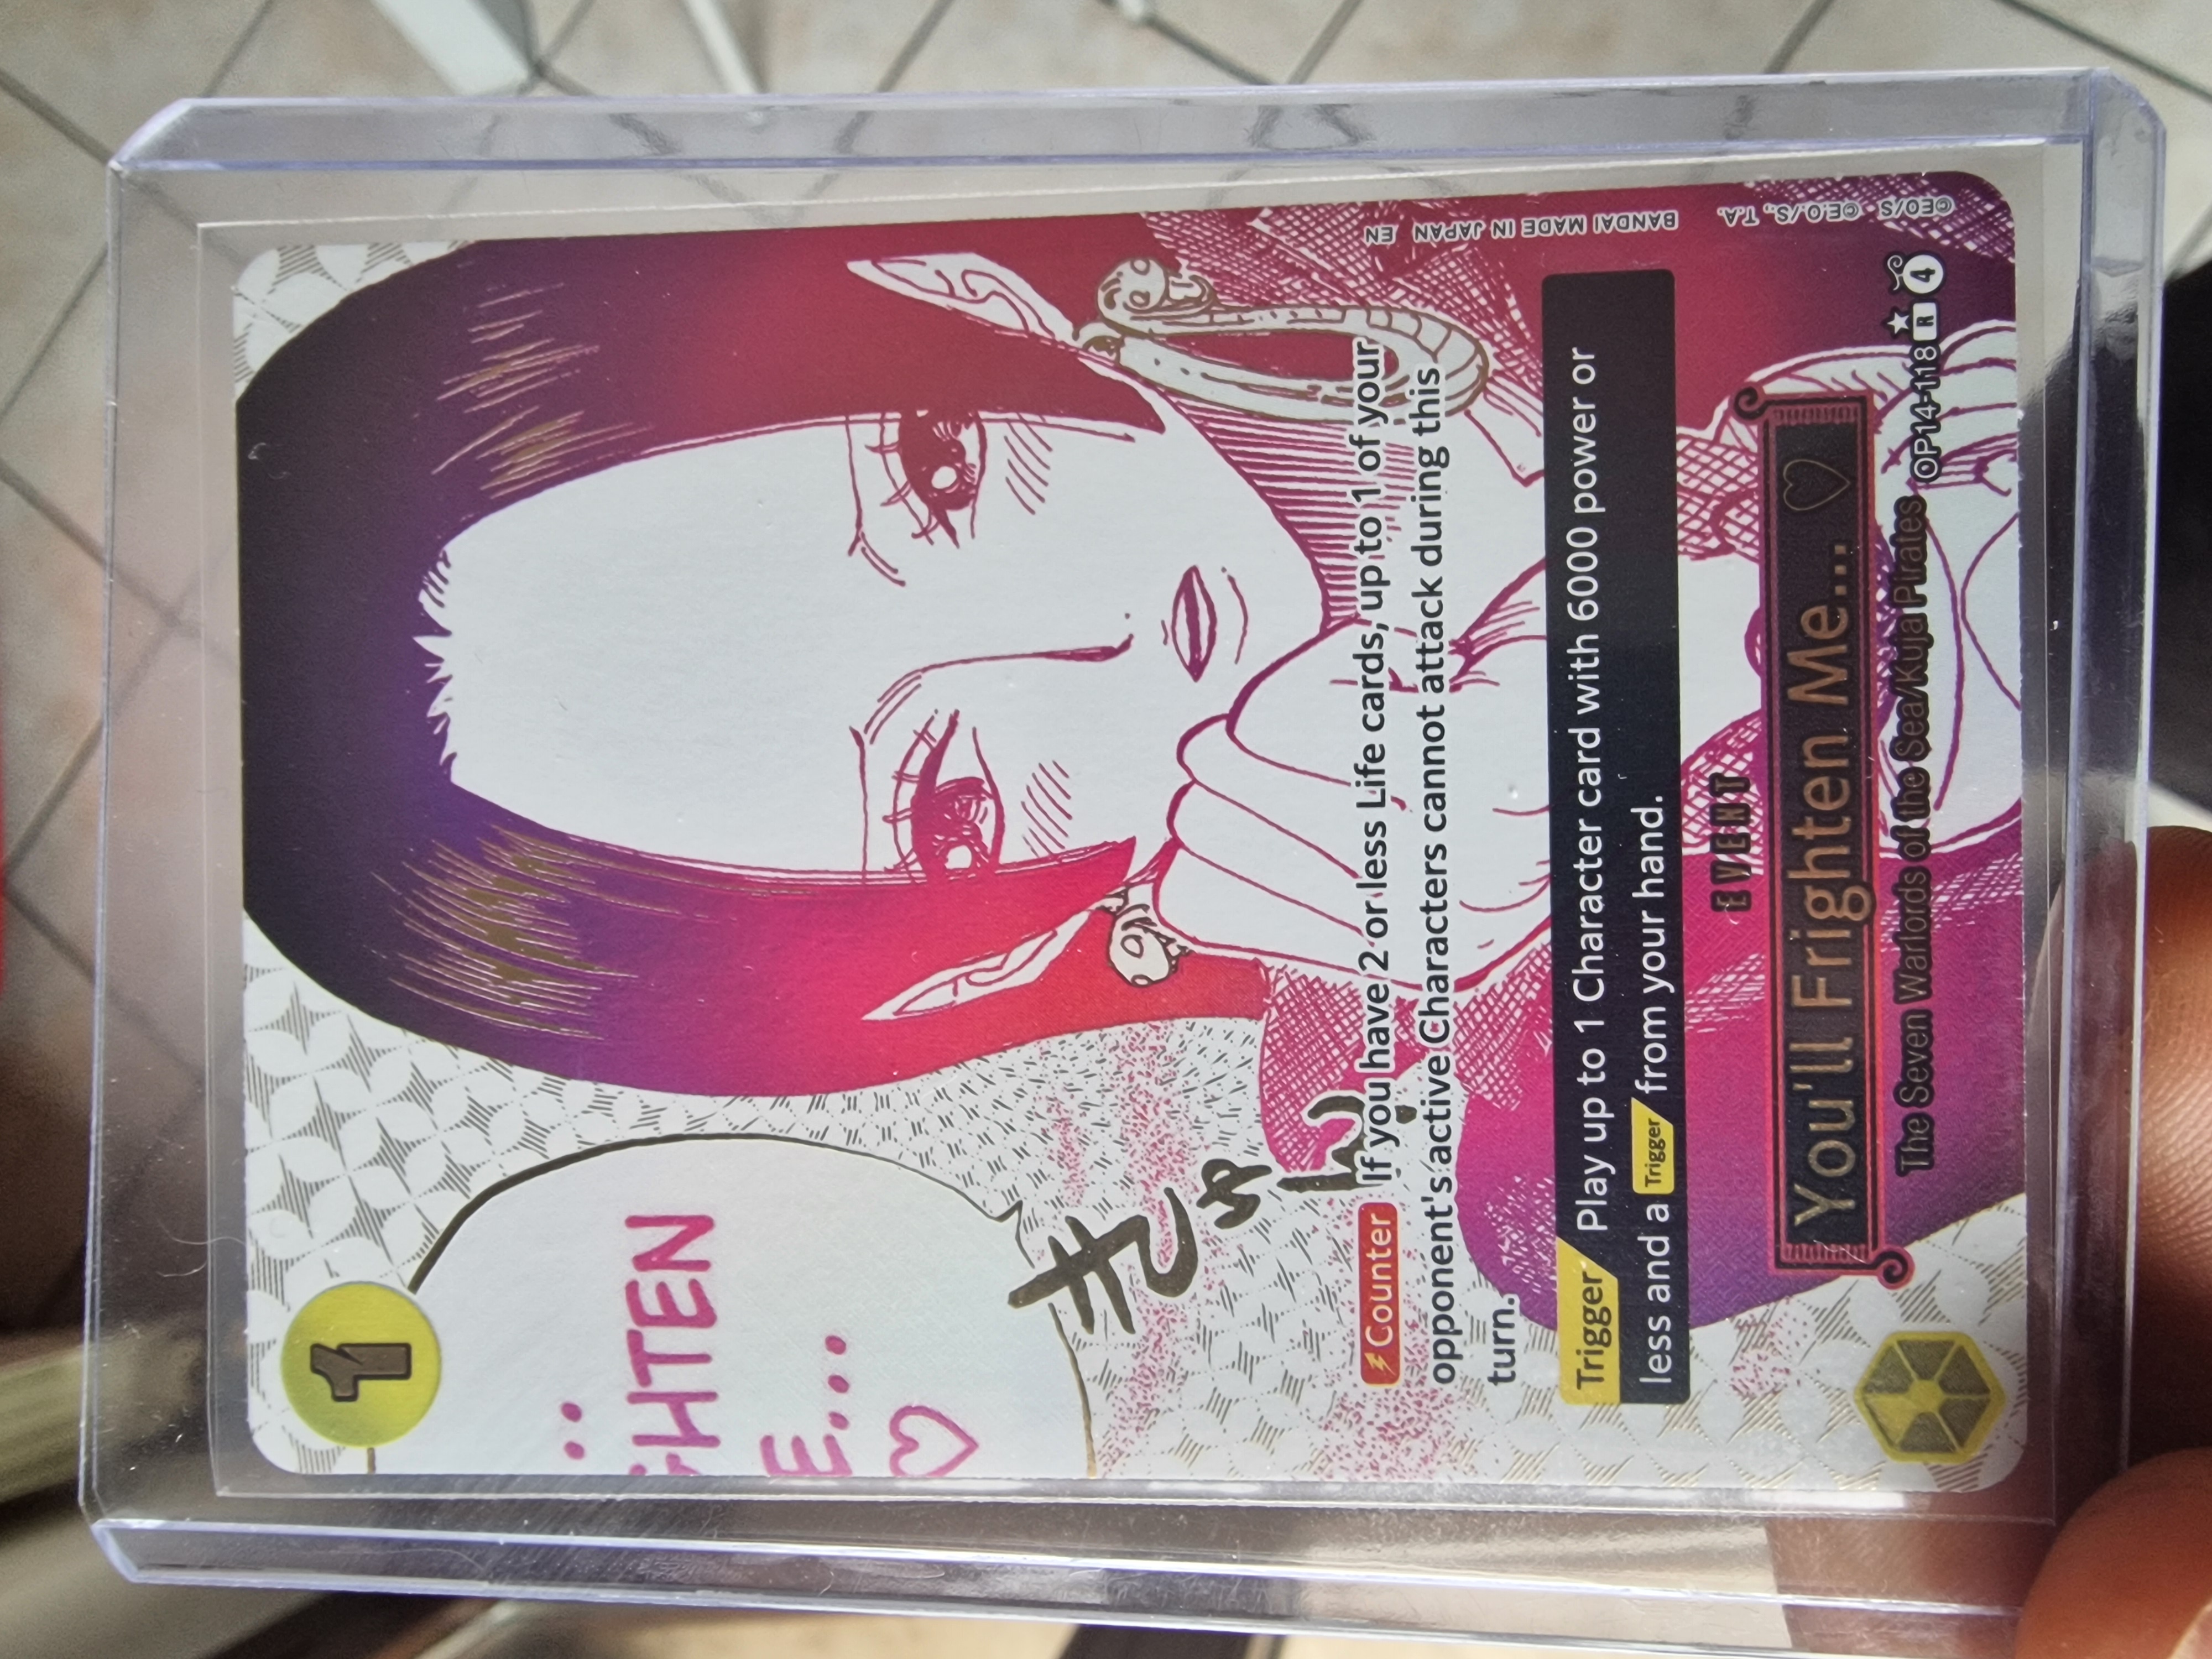 1
..
GHTEN
E...
♡
Counter If you have 2 or less Life cards, up to 1 of your
opponent's active Characters cannot attack during this
turn.
Trigger Play up to 1 Character card with 6000 power or
less and a Trigger from your hand.
EVENT
You'll Frighten Me... ♡
The Seven Warlords of the Sea/Kuja Pirates
OP14-118 R 4
©EO/S ©E.O./S., T.A. BANDAI MADE IN JAPAN EN